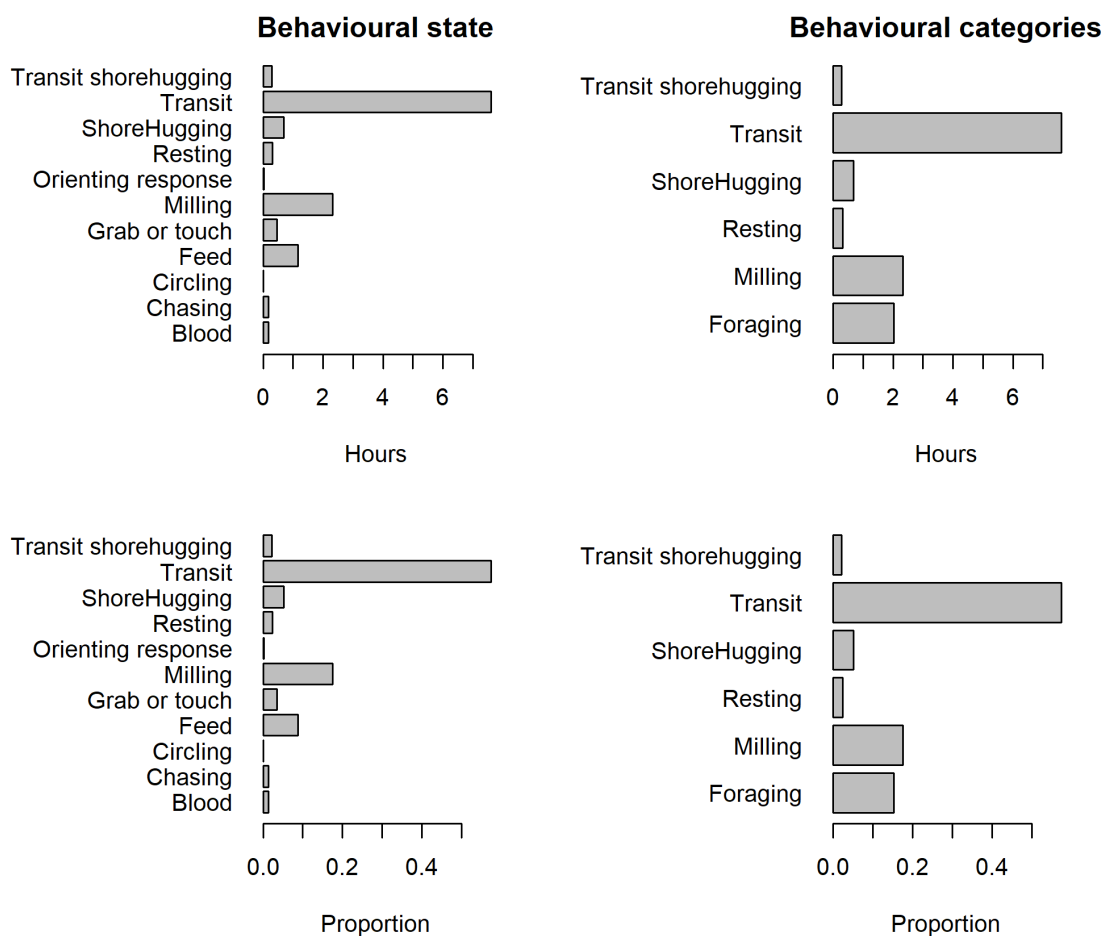 Behavioural state
Transit shorehugging
Transit
ShoreHugging
Resting
Orienting response
Milling
Grab or touch
Feed
Circling
Chasing
Blood
0 2 4 6
Hours
Behavioural categories
Transit shorehugging
Transit
ShoreHugging
Resting
Milling
Foraging
0 2 4 6
Hours
Transit shorehugging
Transit
ShoreHugging
Resting
Orienting response
Milling
Grab or touch
Feed
Circling
Chasing
Blood
0.0 0.2 0.4
Proportion
Transit shorehugging
Transit
ShoreHugging
Resting
Milling
Foraging
0.0 0.2 0.4
Proportion